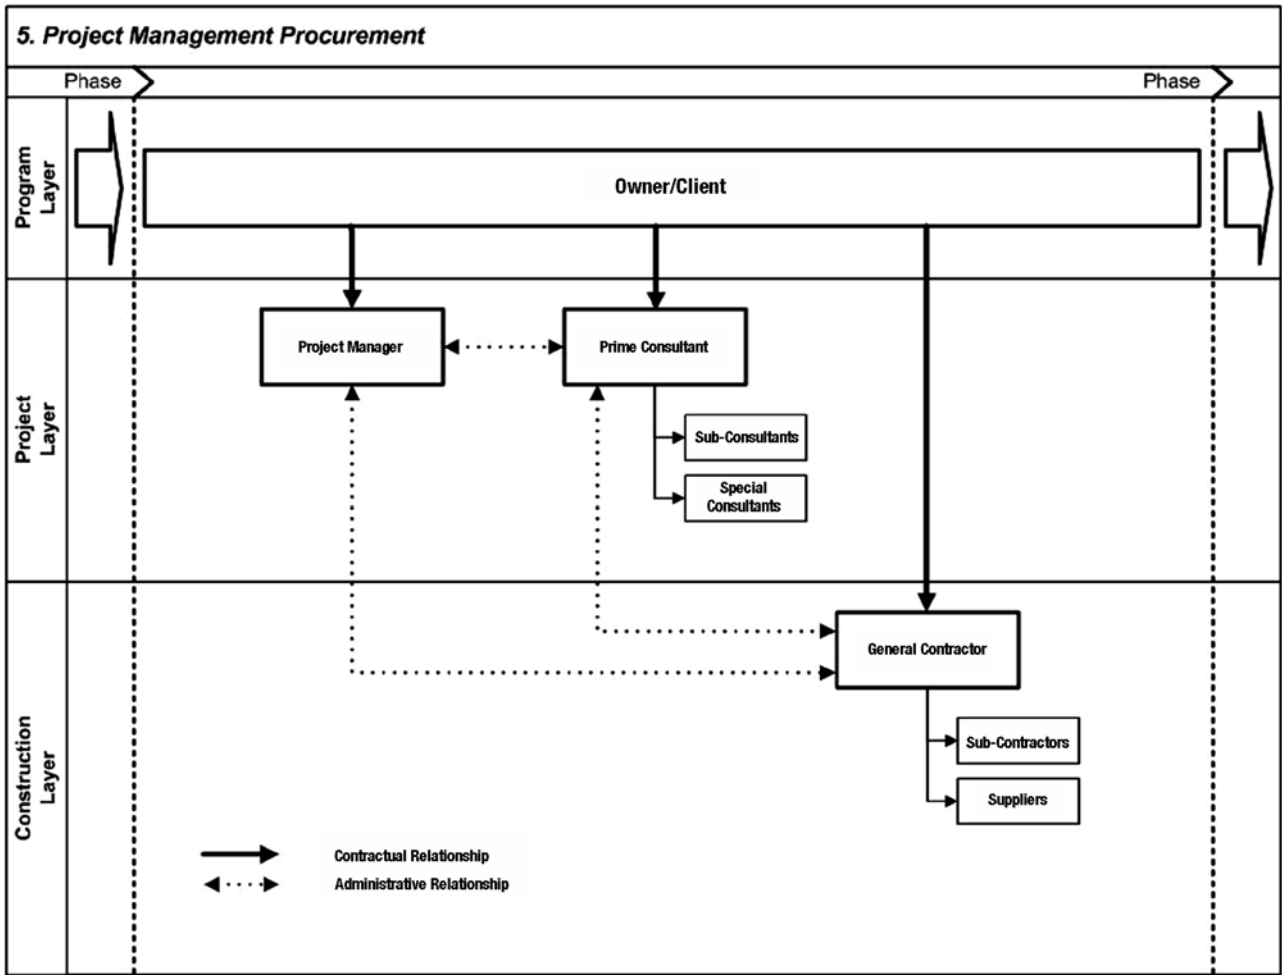 5. Project Management Procurement
Phase
Phase
Program
Layer
Owner/Client
Project
Layer
Project Manager
Prime Consultant
Sub-Consultants
Special
Consultants
Construction
Layer
General Contractor
Sub-Contractors
Suppliers
Contractual Relationship
Administrative Relationship